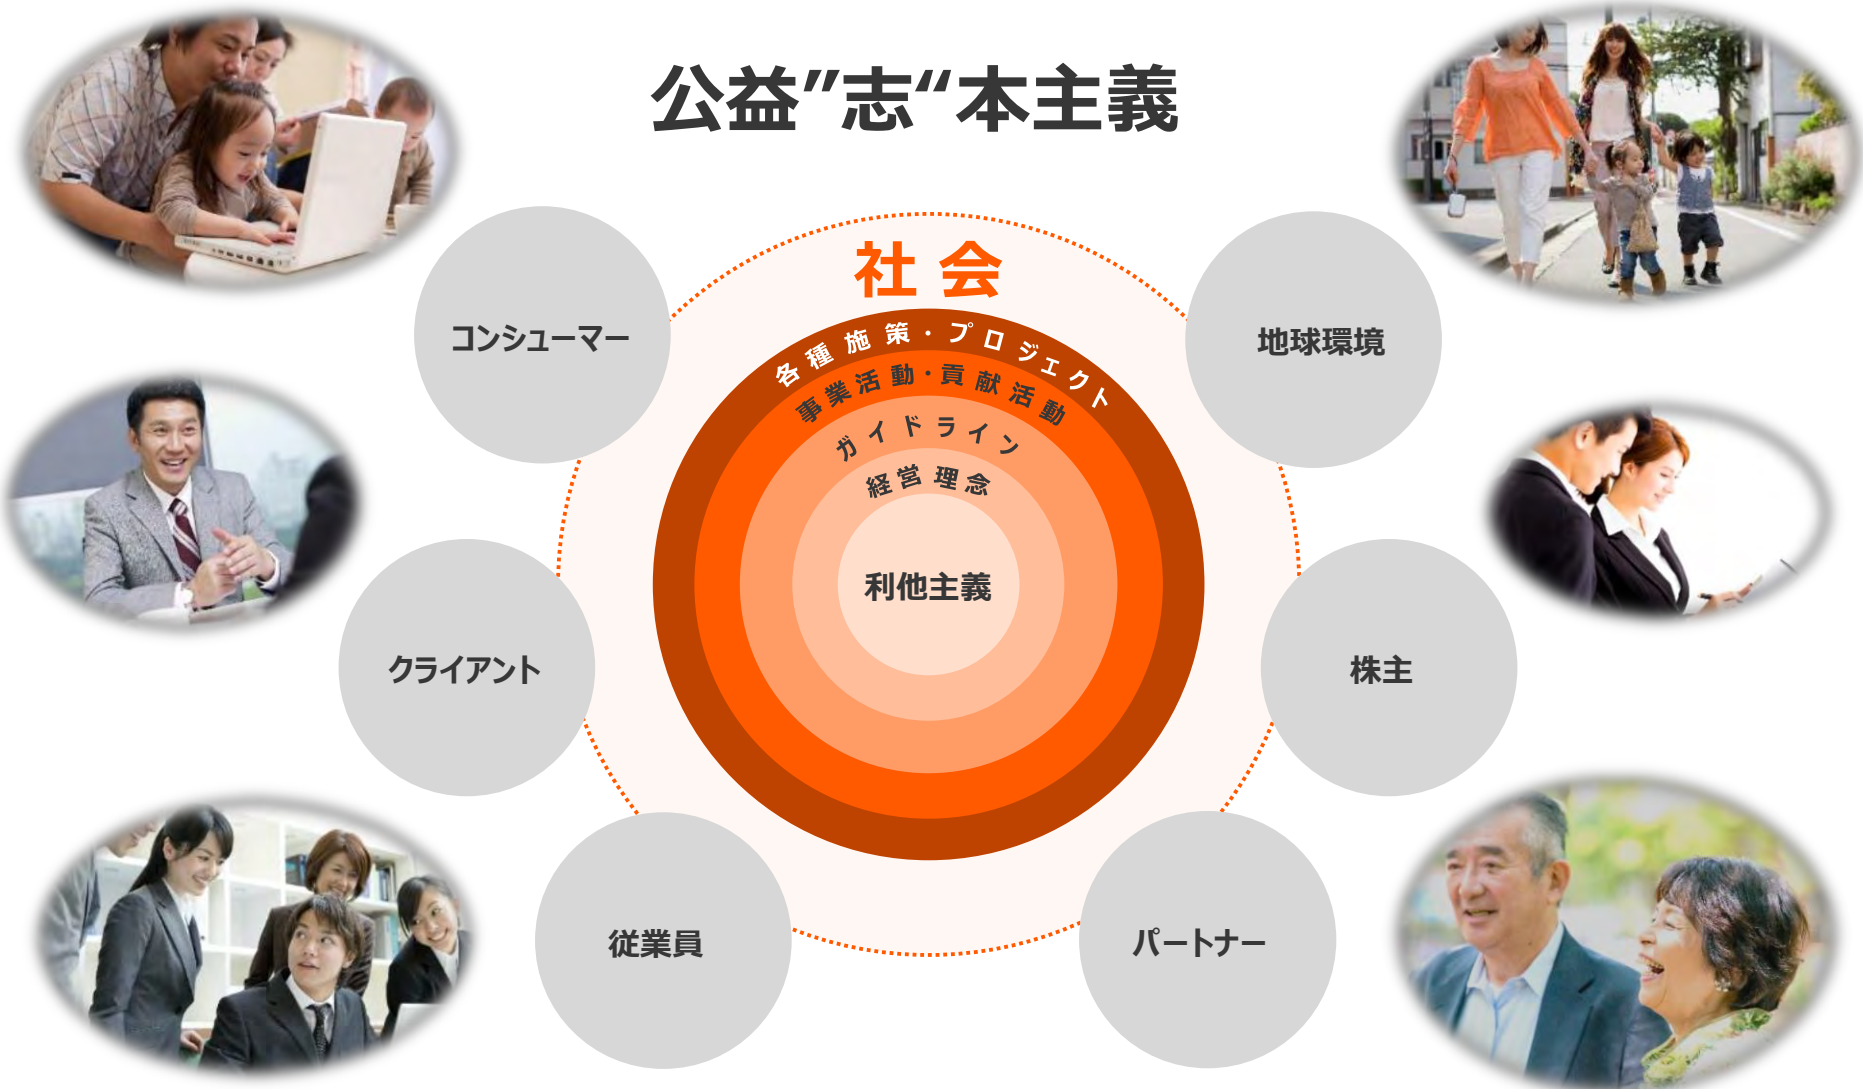 公益”志“本主義
社会
各種施策・プロジェクト
事業活動・貢献活動
ガイドライン
経営理念
利他主義
コンシューマー
地球環境
クライアント
株主
従業員
パートナー